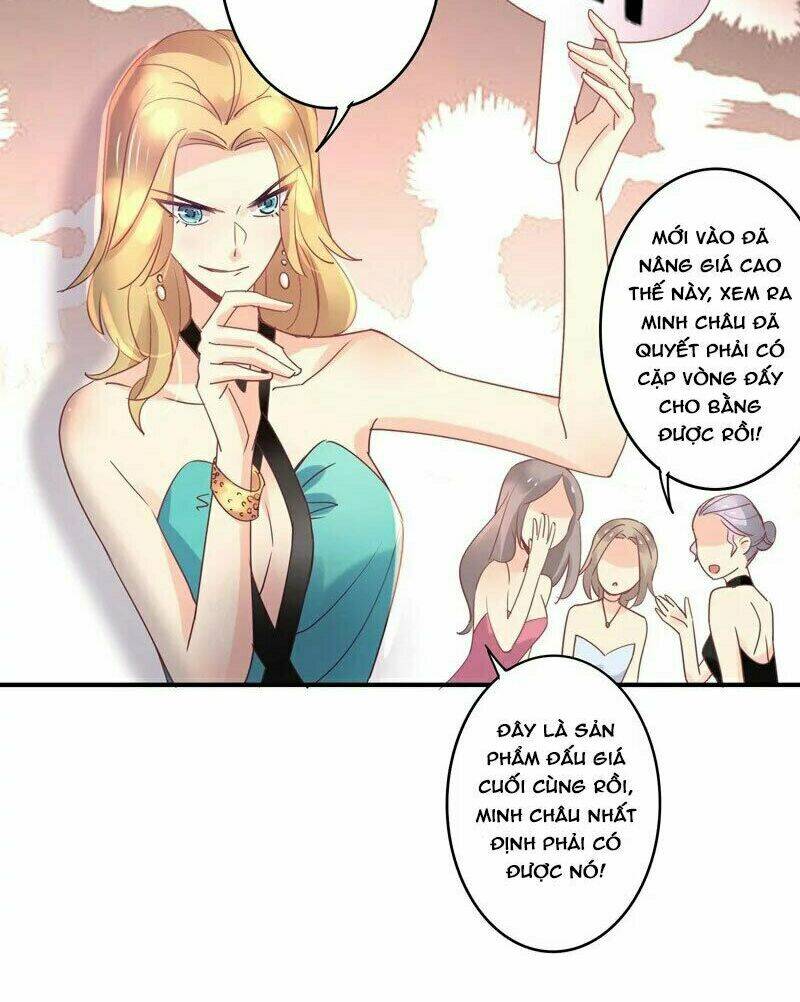 MỚI VÀO ĐÃ
NÂNG GIÁ CAO
THẾ NÀY, XEM RA
MINH CHÂU ĐÃ
QUYẾT PHẢI CÓ
CẶP VÒNG ĐẤY
CHO BẰNG
ĐƯỢC RỒI!
ĐÂY LÀ SẢN
PHẨM ĐẤU GIÁ
CUỐI CÙNG RỒI,
MINH CHÂU NHẤT
ĐỊNH PHẢI CÓ
ĐƯỢC NÓ!